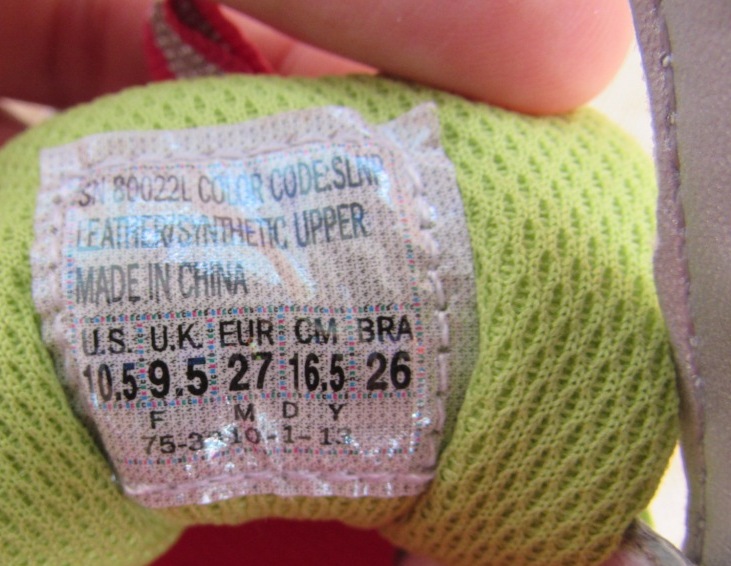 SN 80022L COLOR CODE:SLNR
LEATHER/SYNTHETIC UPPER
MADE IN CHINA
U.S. U.K. EUR CM BRA
10.5 9.5 27 16.5 26
F M D Y